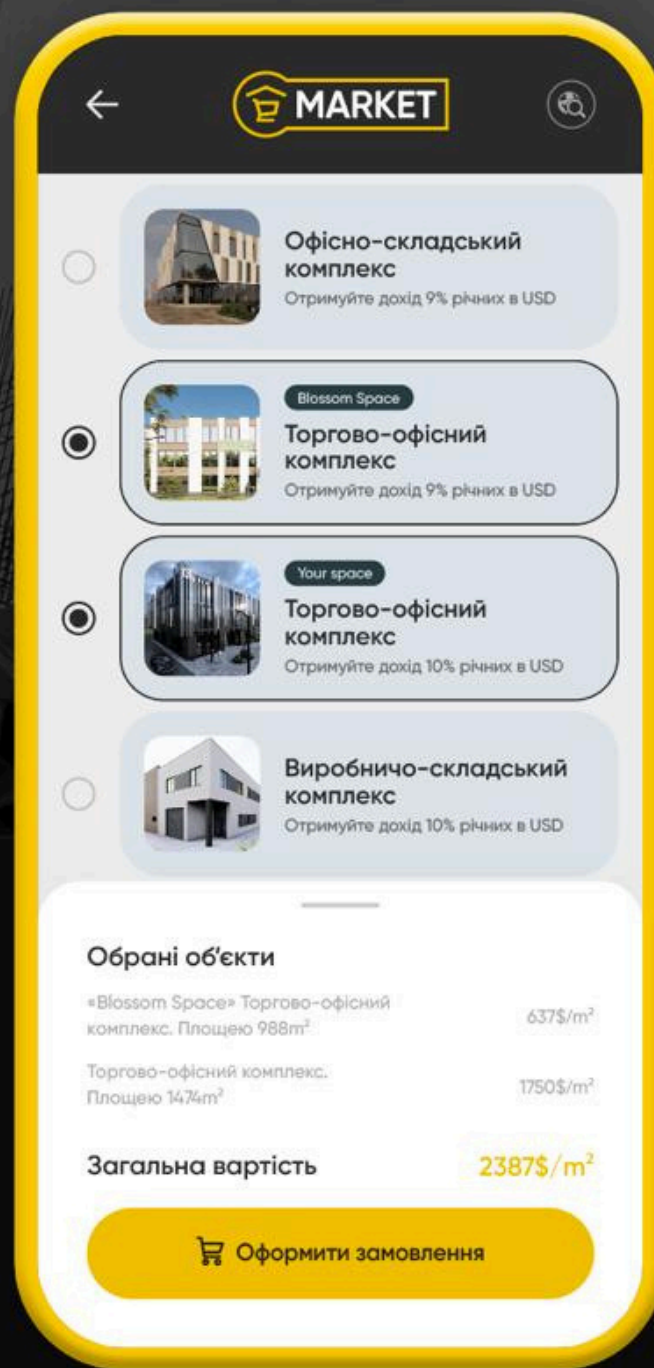 MARKET
Офісно-складський
комплекс
Отримуйте дохід 9% річних в USD
Blossom Space
Торгово-офісний
комплекс
Отримуйте дохід 9% річних в USD
Your space
Торгово-офісний
комплекс
Отримуйте дохід 10% річних в USD
Виробничо-складський
комплекс
Отримуйте дохід 10% річних в USD
Обрані об'єкти
«Blossom Space» Торгово-офісний
комплекс. Площею 988m²
637$/m²
Торгово-офісний комплекс.
Площею 1474m²
1750$/m²
Загальна вартість
2387$/m²
Оформити замовлення